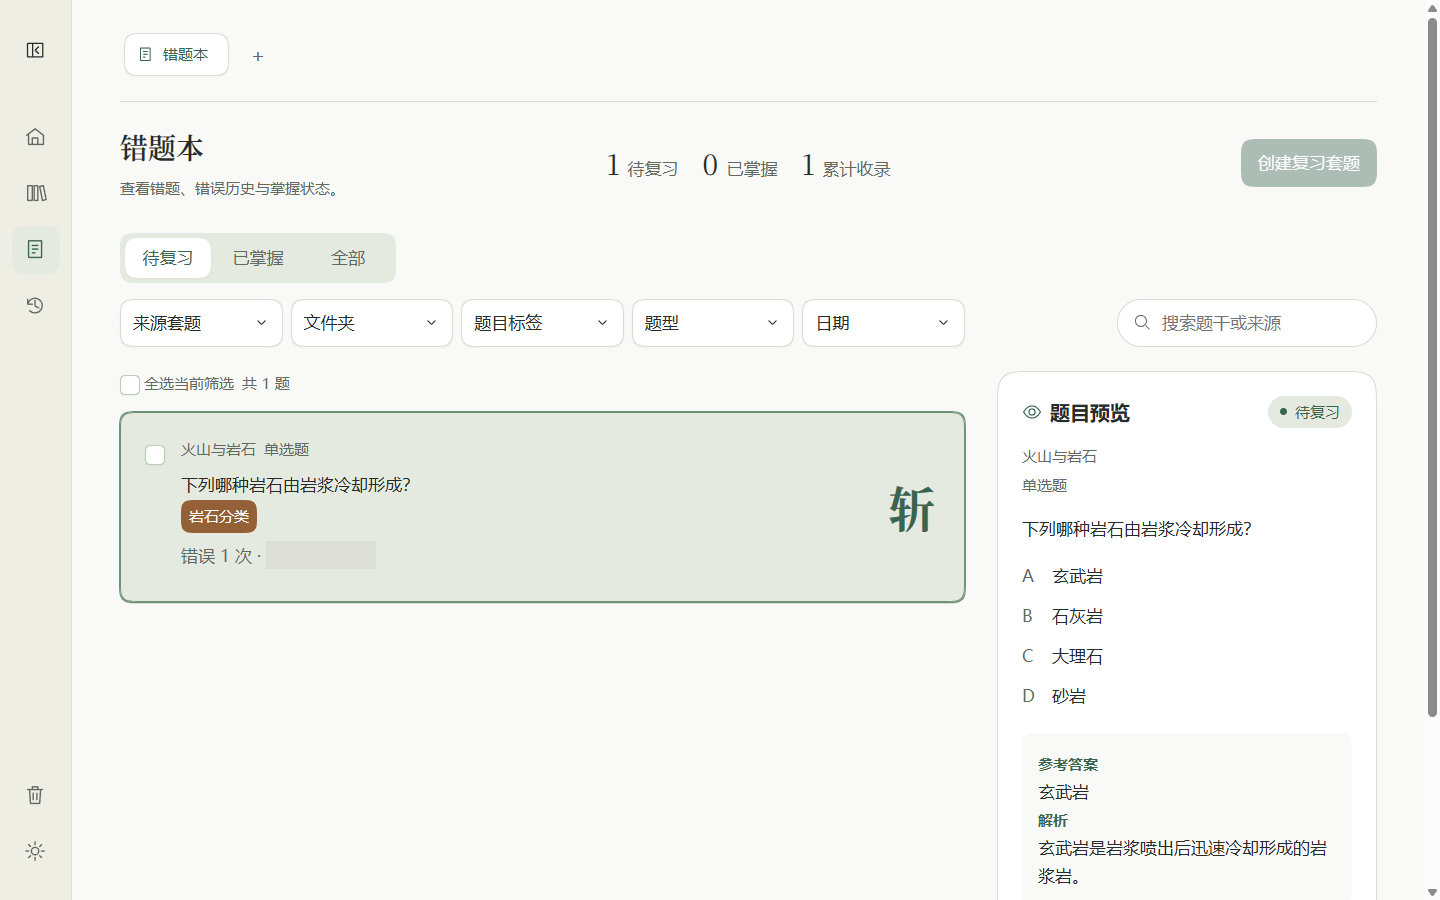 错题本
+
错题本
查看错题、错误历史与掌握状态。
1 待复习 0 已掌握 1 累计收录
创建复习套题
待复习 已掌握 全部
来源套题 文件夹 题目标签 题型 日期
搜索题干或来源
全选当前筛选 共 1 题
火山与岩石 单选题
下列哪种岩石由岩浆冷却形成?
岩石分类
错误 1 次 ·
斩
题目预览
待复习
火山与岩石
单选题
下列哪种岩石由岩浆冷却形成?
A 玄武岩
B 石灰岩
C 大理石
D 砂岩
参考答案
玄武岩
解析
玄武岩是岩浆喷出后迅速冷却形成的岩
浆岩。